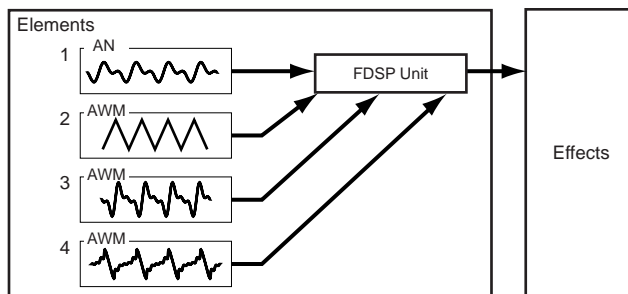 Elements
1 AN
FDSP Unit
2 AWM
Effects
3 AWM
4 AWM